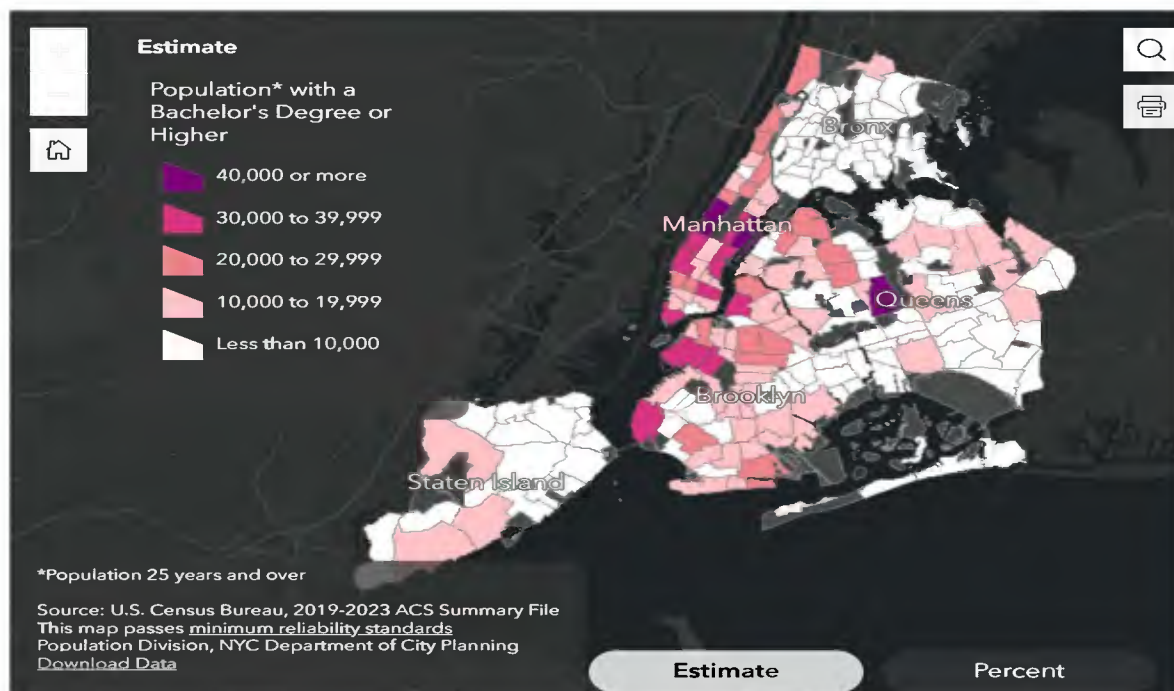 Estimate
Population* with a
Bachelor's Degree or
Higher
40,000 or more
30,000 to 39,999
20,000 to 29,999
10,000 to 19,999
Less than 10,000
Bronx
Manhattan
Queens
Brooklyn
Staten Island
*Population 25 years and over
Source: U.S. Census Bureau, 2019-2023 ACS Summary File
This map passes minimum reliability standards
Population Division, NYC Department of City Planning
Download Data
Estimate
Percent